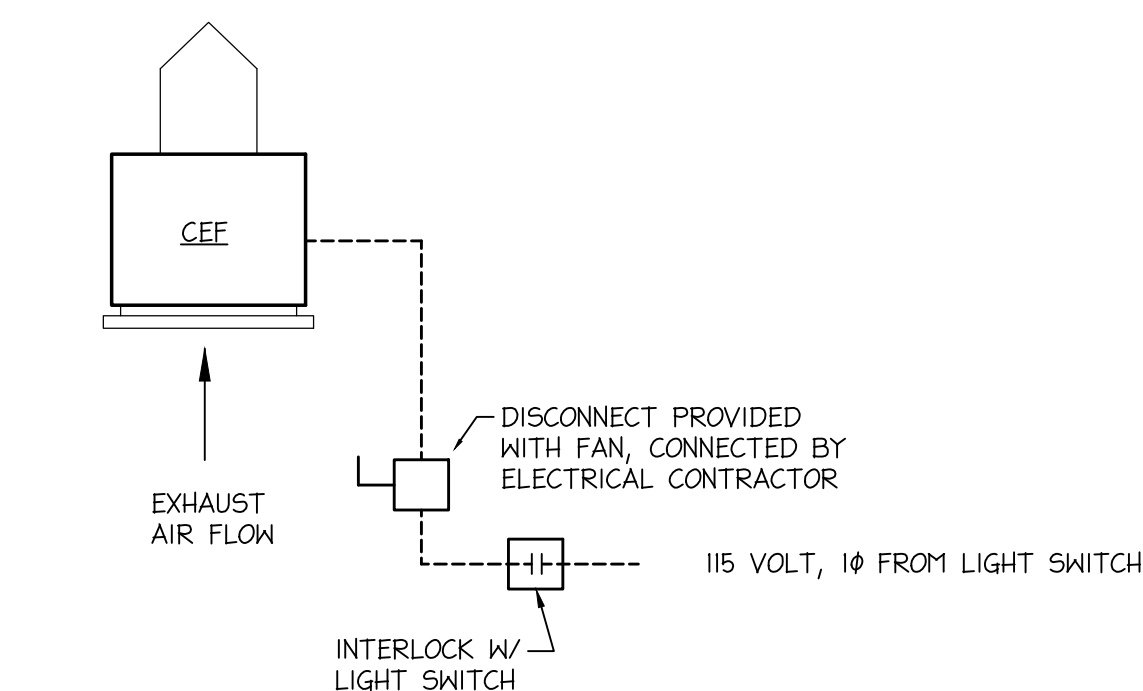 CEF
DISCONNECT PROVIDED
WITH FAN, CONNECTED BY
ELECTRICAL CONTRACTOR
EXHAUST
AIR FLOW
115 VOLT, 1ϕ FROM LIGHT SWITCH
INTERLOCK W/
LIGHT SWITCH